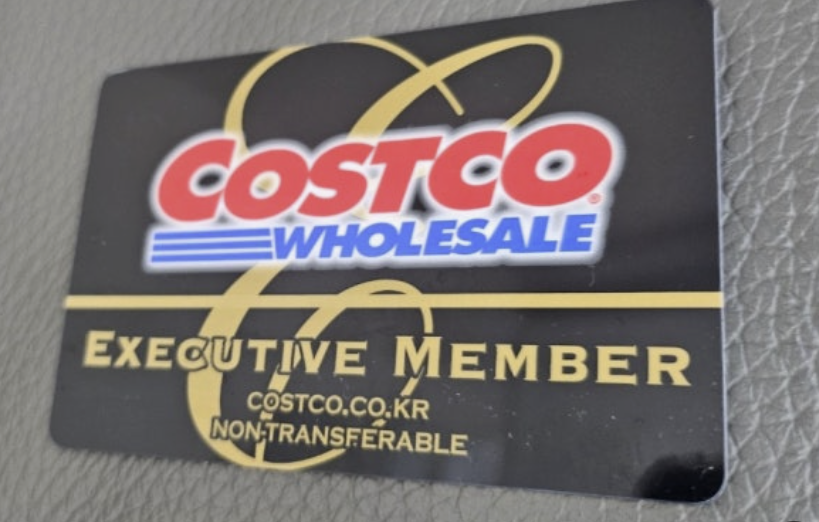 COSTCO®
WHOLESALE
EXECUTIVE MEMBER
COSTCO.CO.KR
NON-TRANSFERABLE